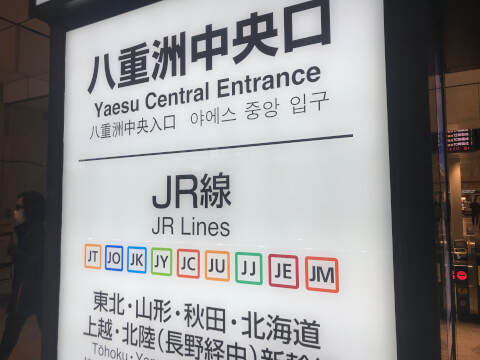 八重洲中央口
Yaesu Central Entrance
八重洲中央入口 야에스 중앙 입구
JR線
JR Lines
JT JO JK JY JC JU JJ JE JM
東北・山形・秋田・北海道
上越・北陸(長野経由)新幹